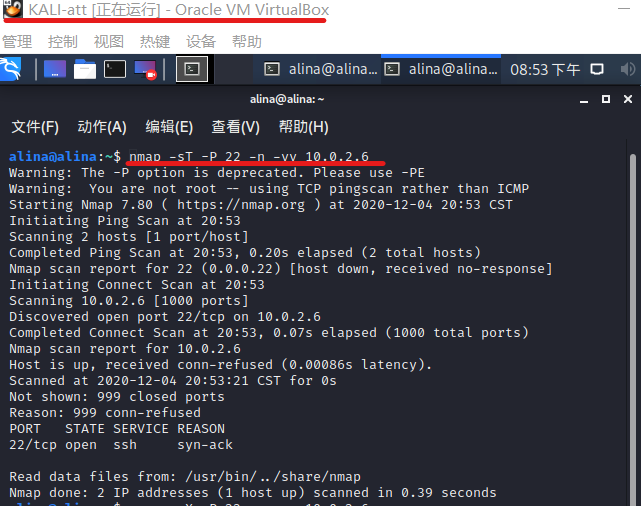 KALI-att [正在运行] - Oracle VM VirtualBox
管理 控制 视图 热键 设备 帮助
alina@alina... alina@alina... 08:53 下午
alina@alina: ~
文件(F) 动作(A) 编辑(E) 查看(V) 帮助(H)
alina@alina:~$ nmap -sT -P 22 -n -vv 10.0.2.6
Warning: The -P option is deprecated. Please use -PE
Warning:  You are not root -- using TCP pingscan rather than ICMP
Starting Nmap 7.80 ( https://nmap.org ) at 2020-12-04 20:53 CST
Initiating Ping Scan at 20:53
Scanning 2 hosts [1 port/host]
Completed Ping Scan at 20:53, 0.20s elapsed (2 total hosts)
Nmap scan report for 22 (0.0.0.22) [host down, received no-response]
Initiating Connect Scan at 20:53
Scanning 10.0.2.6 [1000 ports]
Discovered open port 22/tcp on 10.0.2.6
Completed Connect Scan at 20:53, 0.07s elapsed (1000 total ports)
Nmap scan report for 10.0.2.6
Host is up, received conn-refused (0.00086s latency).
Scanned at 2020-12-04 20:53:21 CST for 0s
Not shown: 999 closed ports
Reason: 999 conn-refused
PORT   STATE SERVICE REASON
22/tcp open  ssh     syn-ack
Read data files from: /usr/bin/../share/nmap
Nmap done: 2 IP addresses (1 host up) scanned in 0.39 seconds